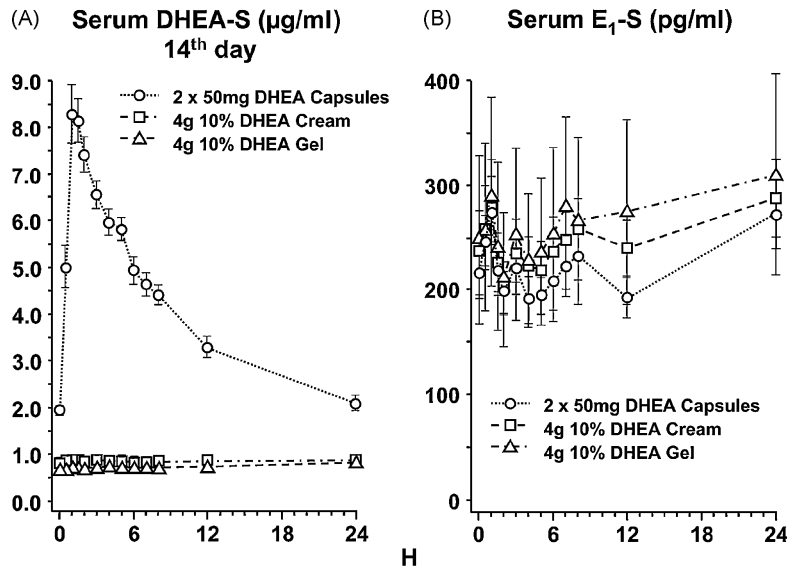 (A) Serum DHEA-S (µg/ml)
14th day
9.0
8.0
7.0
6.0
5.0
4.0
3.0
2.0
1.0
0.0
2 x 50mg DHEA Capsules
4g 10% DHEA Cream
4g 10% DHEA Gel
0 6 12 18 24
(B) Serum E1-S (pg/ml)
400
300
200
100
0
2 x 50mg DHEA Capsules
4g 10% DHEA Cream
4g 10% DHEA Gel
0 6 12 18 24
H